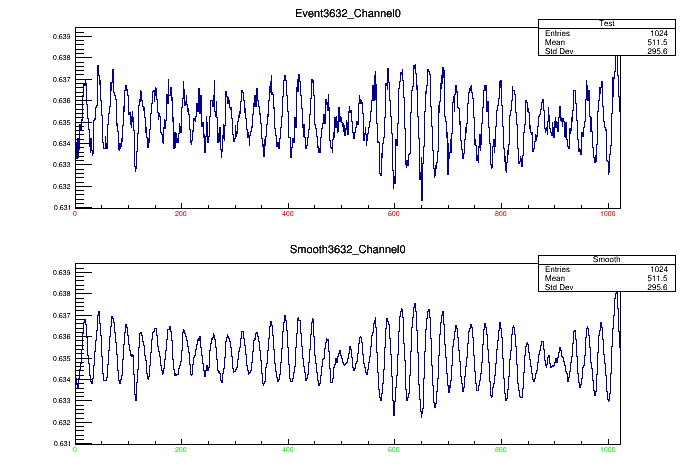 Event3632_Channel0
Test
Entries 1024
Mean 511.5
Std Dev 295.6
0.639
0.638
0.637
0.636
0.635
0.634
0.633
0.632
0.631
0 200 400 600 800 1000
Smooth3632_Channel0
Smooth
Entries 1024
Mean 511.5
Std Dev 295.6
0.639
0.638
0.637
0.636
0.635
0.634
0.633
0.632
0.631
0 200 400 600 800 1000